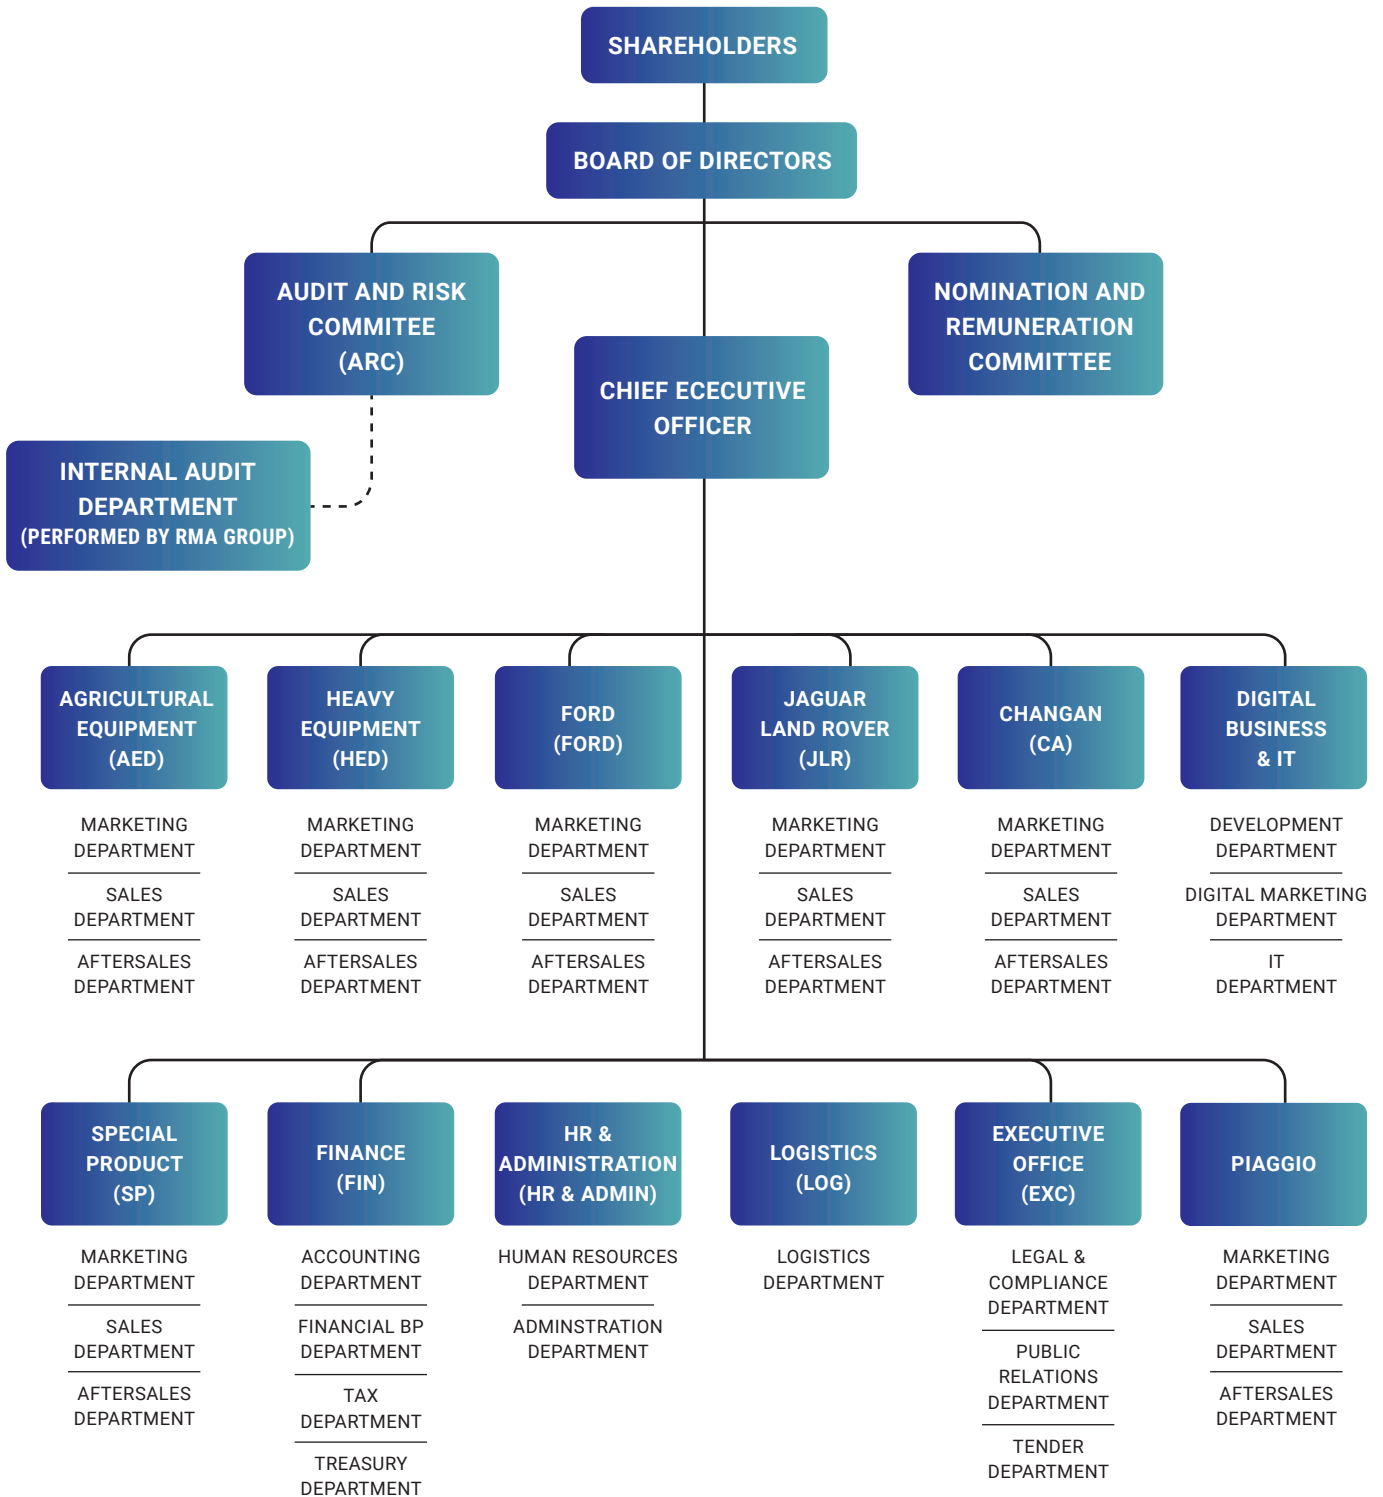 SHAREHOLDERS
BOARD OF DIRECTORS
AUDIT AND RISK
COMMITEE
(ARC)
NOMINATION AND
REMUNERATION
COMMITTEE
CHIEF ECECUTIVE
OFFICER
INTERNAL AUDIT
DEPARTMENT
(PERFORMED BY RMA GROUP)
AGRICULTURAL
EQUIPMENT
(AED)
MARKETING
DEPARTMENT
SALES
DEPARTMENT
AFTERSALES
DEPARTMENT
HEAVY
EQUIPMENT
(HED)
MARKETING
DEPARTMENT
SALES
DEPARTMENT
AFTERSALES
DEPARTMENT
FORD
(FORD)
MARKETING
DEPARTMENT
SALES
DEPARTMENT
AFTERSALES
DEPARTMENT
JAGUAR
LAND ROVER
(JLR)
MARKETING
DEPARTMENT
SALES
DEPARTMENT
AFTERSALES
DEPARTMENT
CHANGAN
(CA)
MARKETING
DEPARTMENT
SALES
DEPARTMENT
AFTERSALES
DEPARTMENT
DIGITAL
BUSINESS
& IT
DEVELOPMENT
DEPARTMENT
DIGITAL MARKETING
DEPARTMENT
IT
DEPARTMENT
SPECIAL
PRODUCT
(SP)
MARKETING
DEPARTMENT
SALES
DEPARTMENT
AFTERSALES
DEPARTMENT
FINANCE
(FIN)
ACCOUNTING
DEPARTMENT
FINANCIAL BP
DEPARTMENT
TAX
DEPARTMENT
TREASURY
DEPARTMENT
HR &
ADMINISTRATION
(HR & ADMIN)
HUMAN RESOURCES
DEPARTMENT
ADMINSTRATION
DEPARTMENT
LOGISTICS
(LOG)
LOGISTICS
DEPARTMENT
EXECUTIVE
OFFICE
(EXC)
LEGAL &
COMPLIANCE
DEPARTMENT
PUBLIC
RELATIONS
DEPARTMENT
TENDER
DEPARTMENT
PIAGGIO
MARKETING
DEPARTMENT
SALES
DEPARTMENT
AFTERSALES
DEPARTMENT